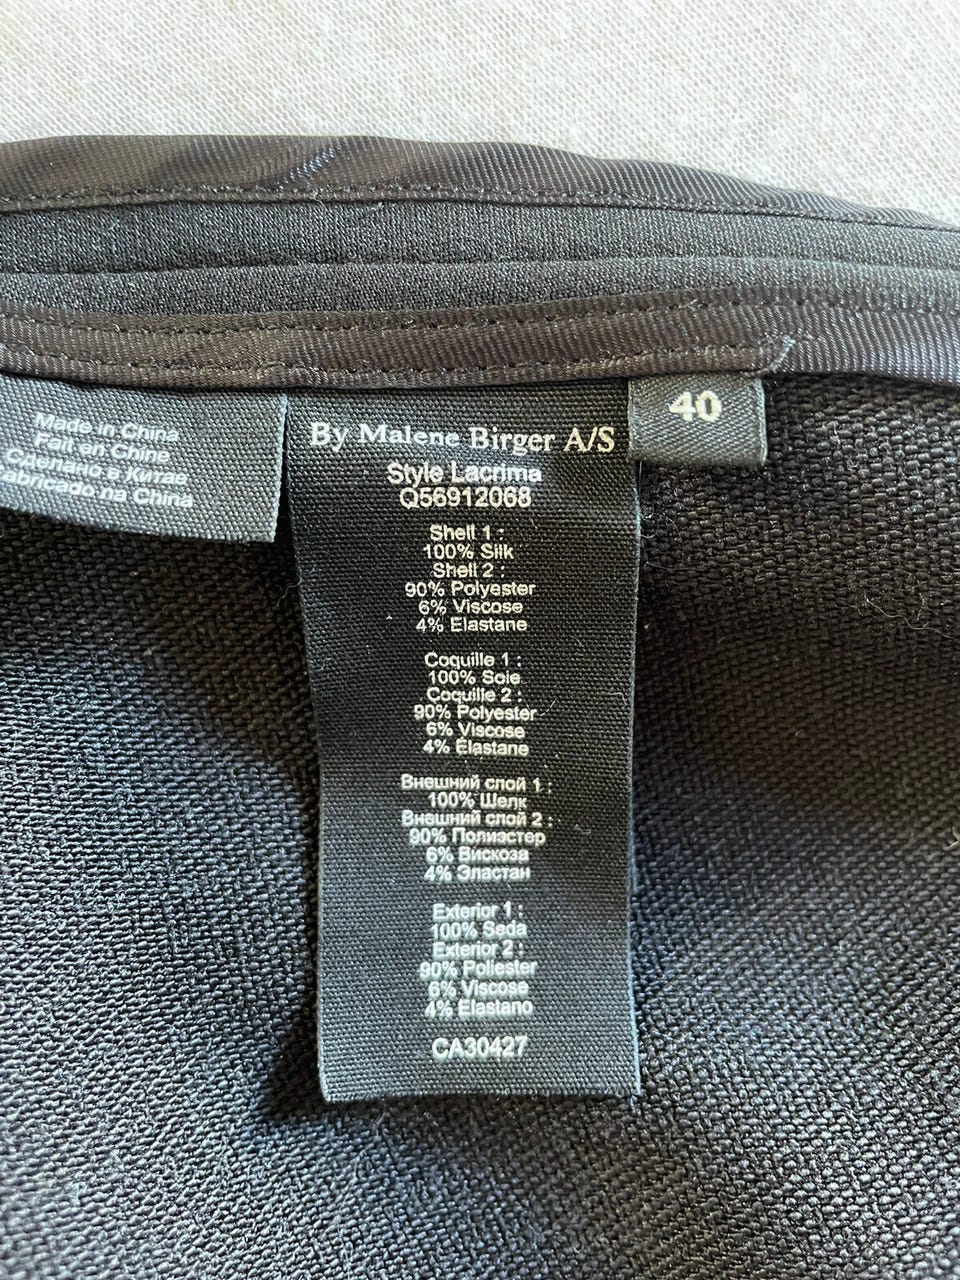 Made in China
Fait en Chine
Сделано в Китае
abricado na China
By Malene Birger A/S
40
Style Lacrima
Q56912068
Shell 1 :
100% Silk
Shell 2 :
90% Polyester
6% Viscose
4% Elastane
Coquille 1 :
100% Soie
Coquille 2 :
90% Polyester
6% Viscose
4% Élastane
Внешний слой 1 :
100% Шелк
Внешний слой 2 :
90% Полиэстер
6% Вискоза
4% Эластан
Exterior 1 :
100% Seda
Exterior 2 :
90% Poliester
6% Viscose
4% Elastano
CA30427